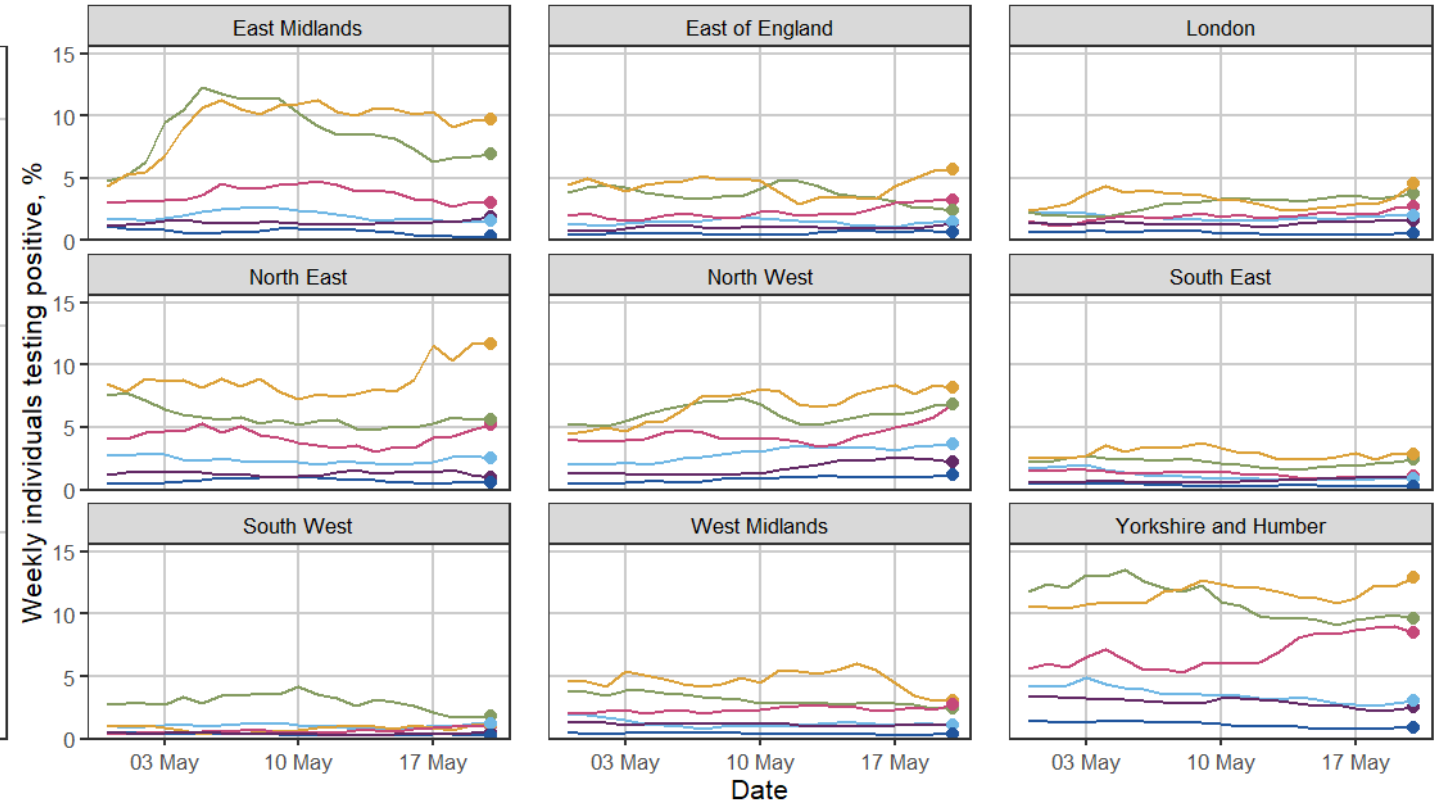 East Midlands East of England London
15
10
5
0
North East North West South East
15
10
5
0
South West West Midlands Yorkshire and Humber
15
10
5
0
03 May 10 May 17 May 03 May 10 May 17 May 03 May 10 May 17 May
Date
Weekly individuals testing positive, %